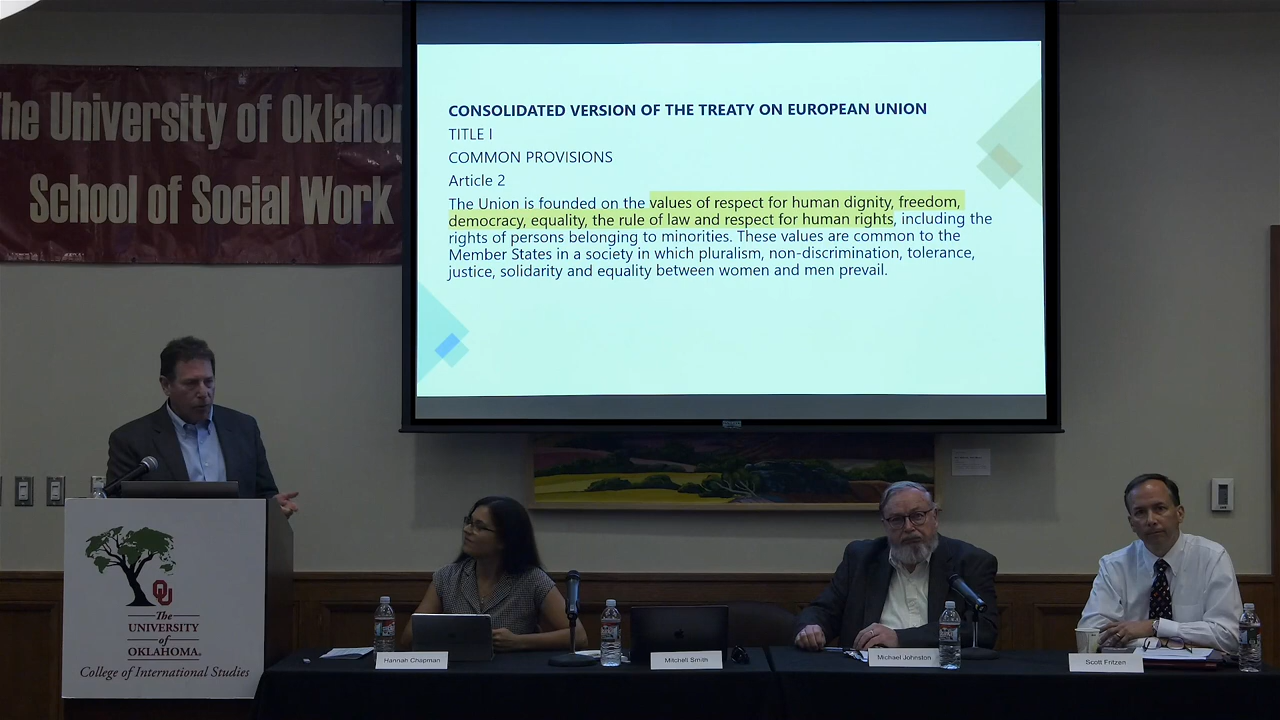 The University of Oklahom
School of Social Work
CONSOLIDATED VERSION OF THE TREATY ON EUROPEAN UNION
TITLE I
COMMON PROVISIONS
Article 2
The Union is founded on the values of respect for human dignity, freedom,
democracy, equality, the rule of law and respect for human rights, including the
rights of persons belonging to minorities. These values are common to the
Member States in a society in which pluralism, non-discrimination, tolerance,
justice, solidarity and equality between women and men prevail.
OU
The
UNIVERSITY
of
OKLAHOMA
College of International Studies
Hannah Chapman
Mitchell Smith
Michael Johnston
Scott Fritzen